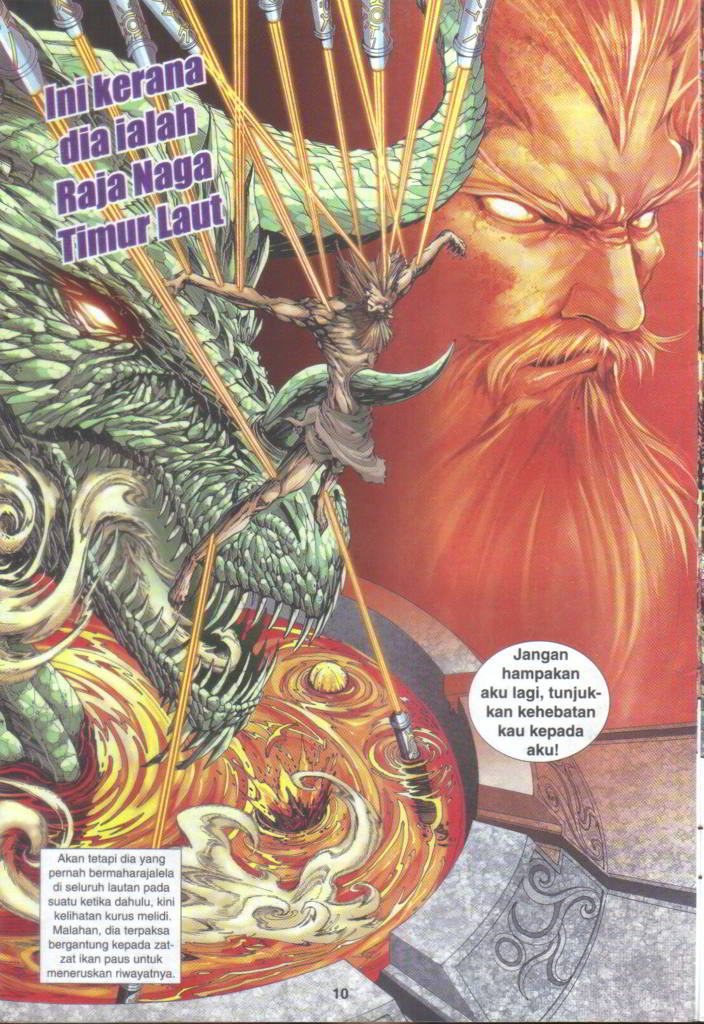 Ini kerana
dia ialah
Raja Naga
Timur Laut
Jangan
hampakan
aku lagi, tunjuk-
kan kehebatan
kau kepada
aku!
Akan tetapi dia yang
pernah bermaharajalela
di seluruh lautan pada
suatu ketika dahulu, kini
kelihatan kurus melidi.
Malahan, dia terpaksa
bergantung kepada zat-
zat ikan paus untuk
meneruskan riwayatnya.
10